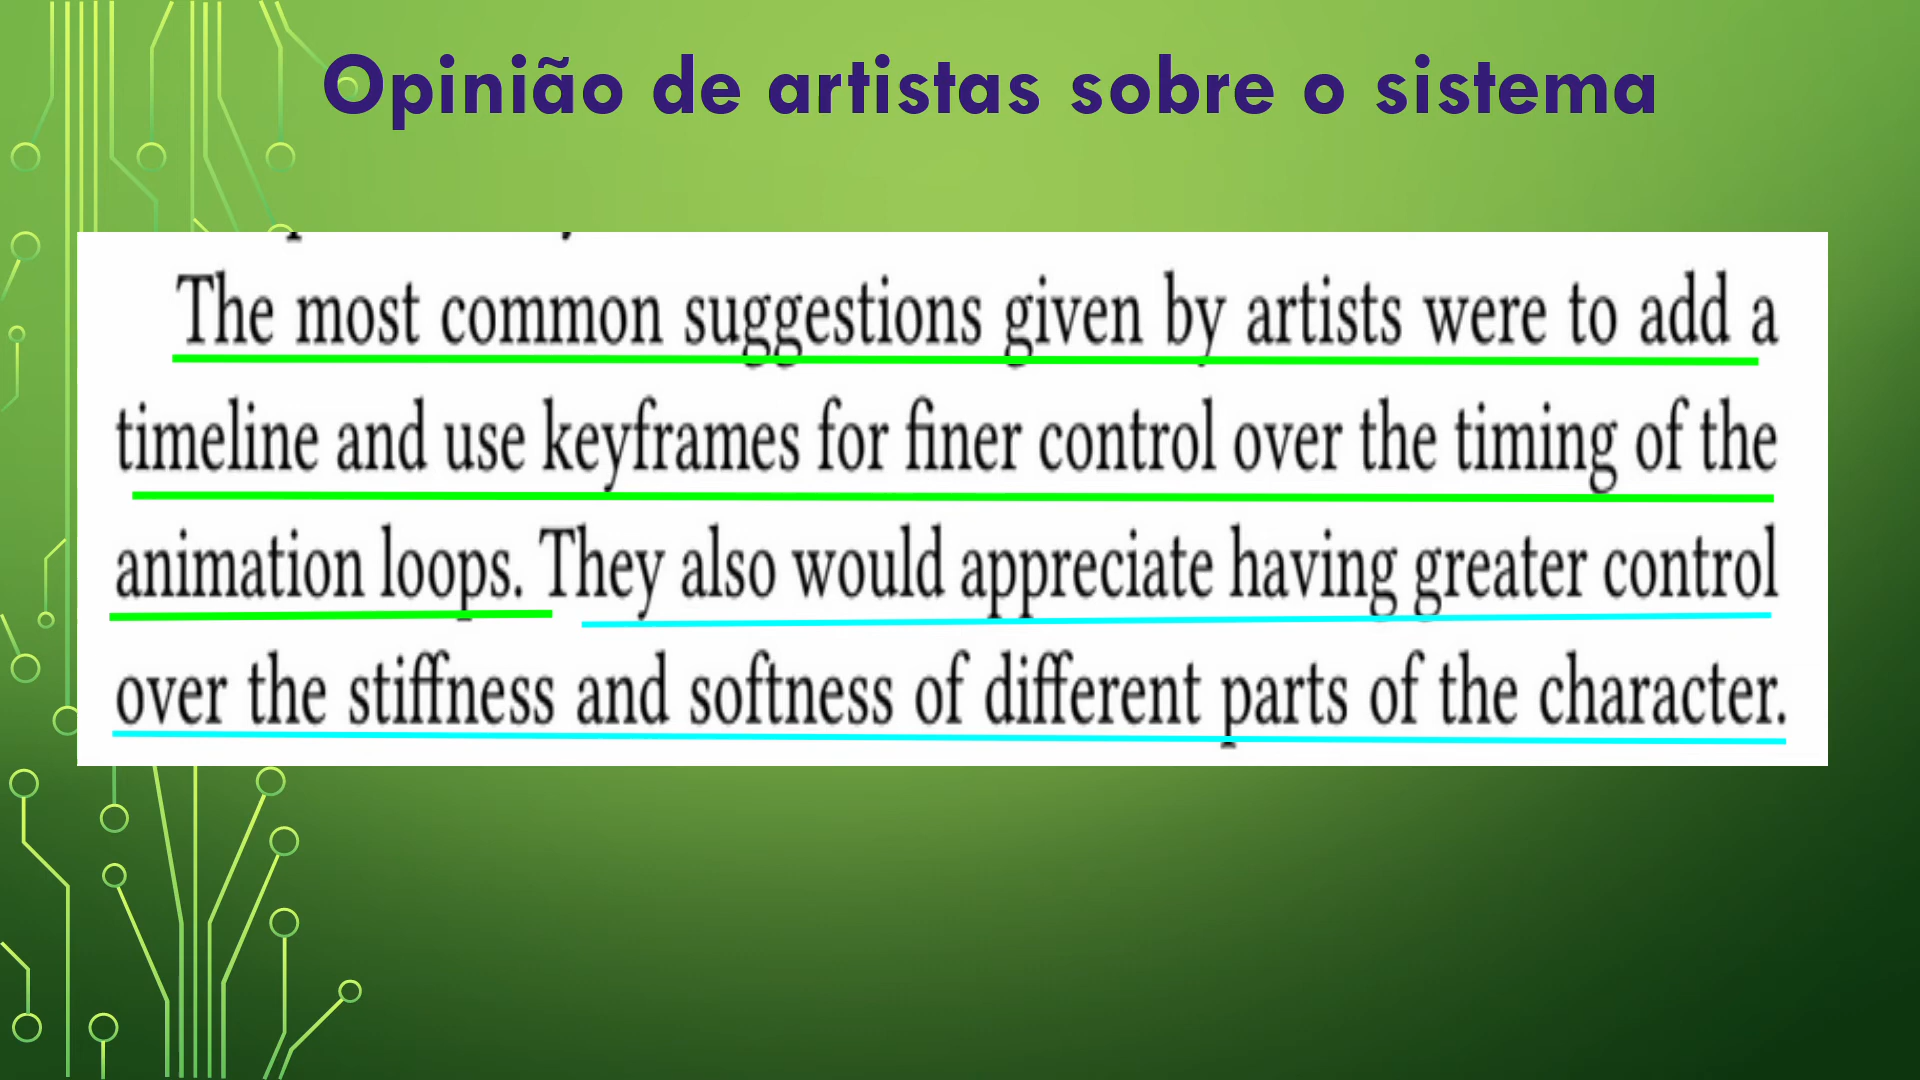 Opinião de artistas sobre o sistema
The most common suggestions given by artists were to add a
timeline and use keyframes for finer control over the timing of the
animation loops. They also would appreciate having greater control
over the stiffness and softness of different parts of the character.